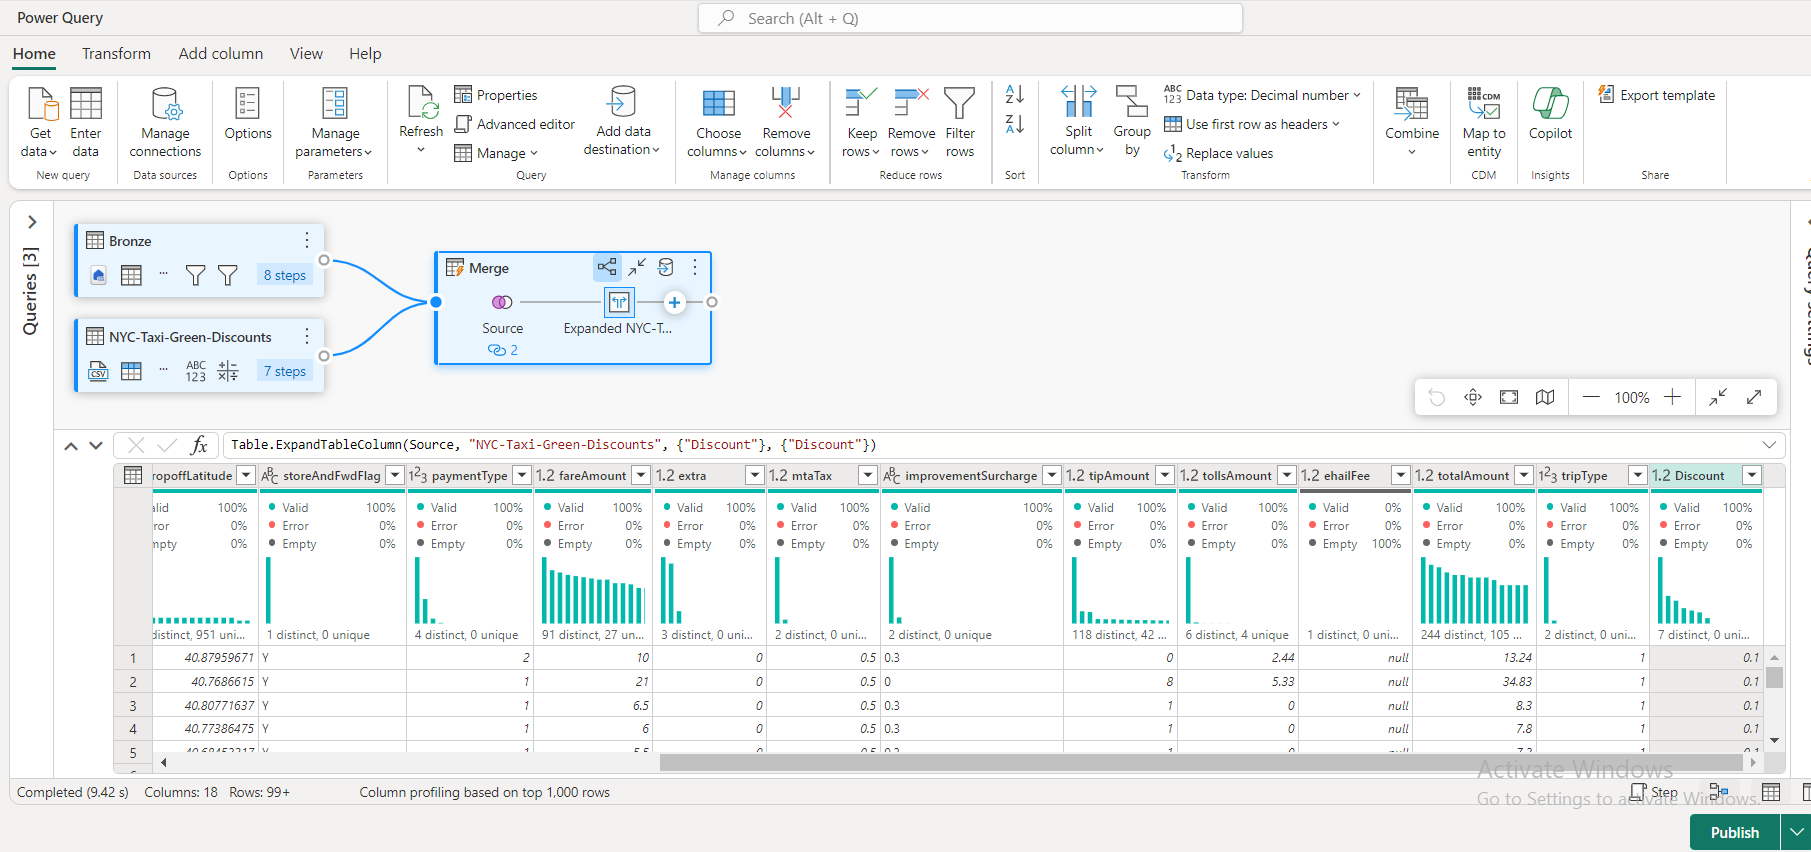 Power Query
Search (Alt + Q)
Home Transform Add column View Help
Get data
Enter data
New query
Manage connections
Data sources
Options
Options
Manage parameters
Parameters
Refresh
Properties
Advanced editor
Manage
Add data destination
Query
Choose columns
Remove columns
Manage columns
Keep rows
Remove rows
Filter rows
Reduce rows
Sort
Split column
Group by
Data type: Decimal number
Use first row as headers
Replace values
Transform
Combine
Map to entity
CDM
Copilot
Insights
Export template
Share
Queries [3]
Bronze
8 steps
NYC-Taxi-Green-Discounts
ABC 123
7 steps
Merge
Source
2
Expanded NYC-T...
100%
fx Table.ExpandTableColumn(Source, "NYC-Taxi-Green-Discounts", {"Discount"}, {"Discount"})
ropoffLatitude storeAndFwdFlag paymentType fareAmount extra mtaTax improvementSurcharge tipAmount tollsAmount ehailFee totalAmount tripType Discount
alid 100% Valid 100% Valid 100% Valid 100% Valid 100% Valid 100% Valid 100% Valid 100% Valid 100% Valid 0% Valid 100% Valid 100% Valid 100%
ror 0% Error 0% Error 0% Error 0% Error 0% Error 0% Error 0% Error 0% Error 0% Error 0% Error 0% Error 0% Error 0%
mpty 0% Empty 0% Empty 0% Empty 0% Empty 0% Empty 0% Empty 0% Empty 0% Empty 0% Empty 100% Empty 0% Empty 0% Empty 0%
distinct, 951 uni... 1 distinct, 0 unique 4 distinct, 0 unique 91 distinct, 27 un... 3 distinct, 0 uni... 2 distinct, 0 uni... 2 distinct, 0 unique 118 distinct, 42 ... 6 distinct, 4 unique 1 distinct, 0 uni... 244 distinct, 105 ... 2 distinct, 0 uni... 7 distinct, 0 uni...
1 40.87959671 Y 2 10 0 0.5 0.3 0 2.44 null 13.24 1 0.1
2 40.7686615 Y 1 21 0 0.5 0 8 5.33 null 34.83 1 0.1
3 40.80771637 Y 1 6.5 0 0.5 0.3 1 0 null 8.3 1 0.1
4 40.77386475 Y 1 6 0 0.5 0.3 1 0 null 7.8 1 0.1
5
Completed (9.42 s) Columns: 18 Rows: 99+ Column profiling based on top 1,000 rows
Step
Activate Windows
Go to Settings to activate Windows.
Publish